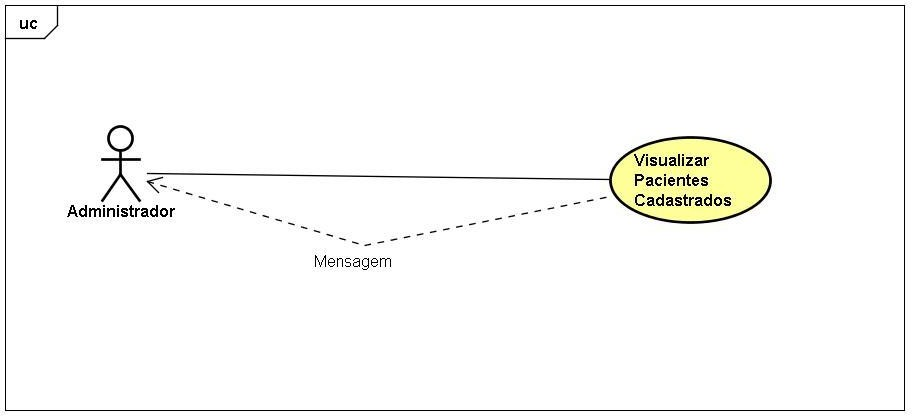 uc
Visualizar
Pacientes
Cadastrados
Administrador
Mensagem